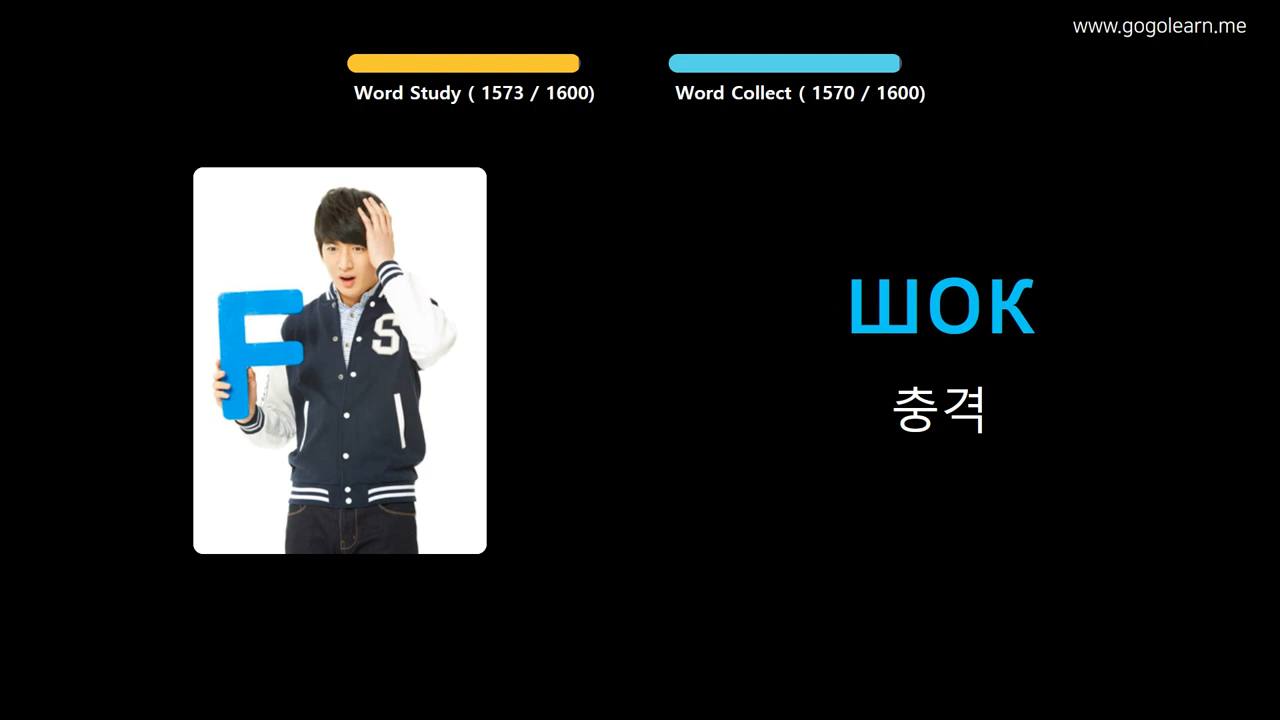 www.gogolearn.me
Word Study ( 1573 / 1600)
Word Collect ( 1570 / 1600)
F
S
шок
충격